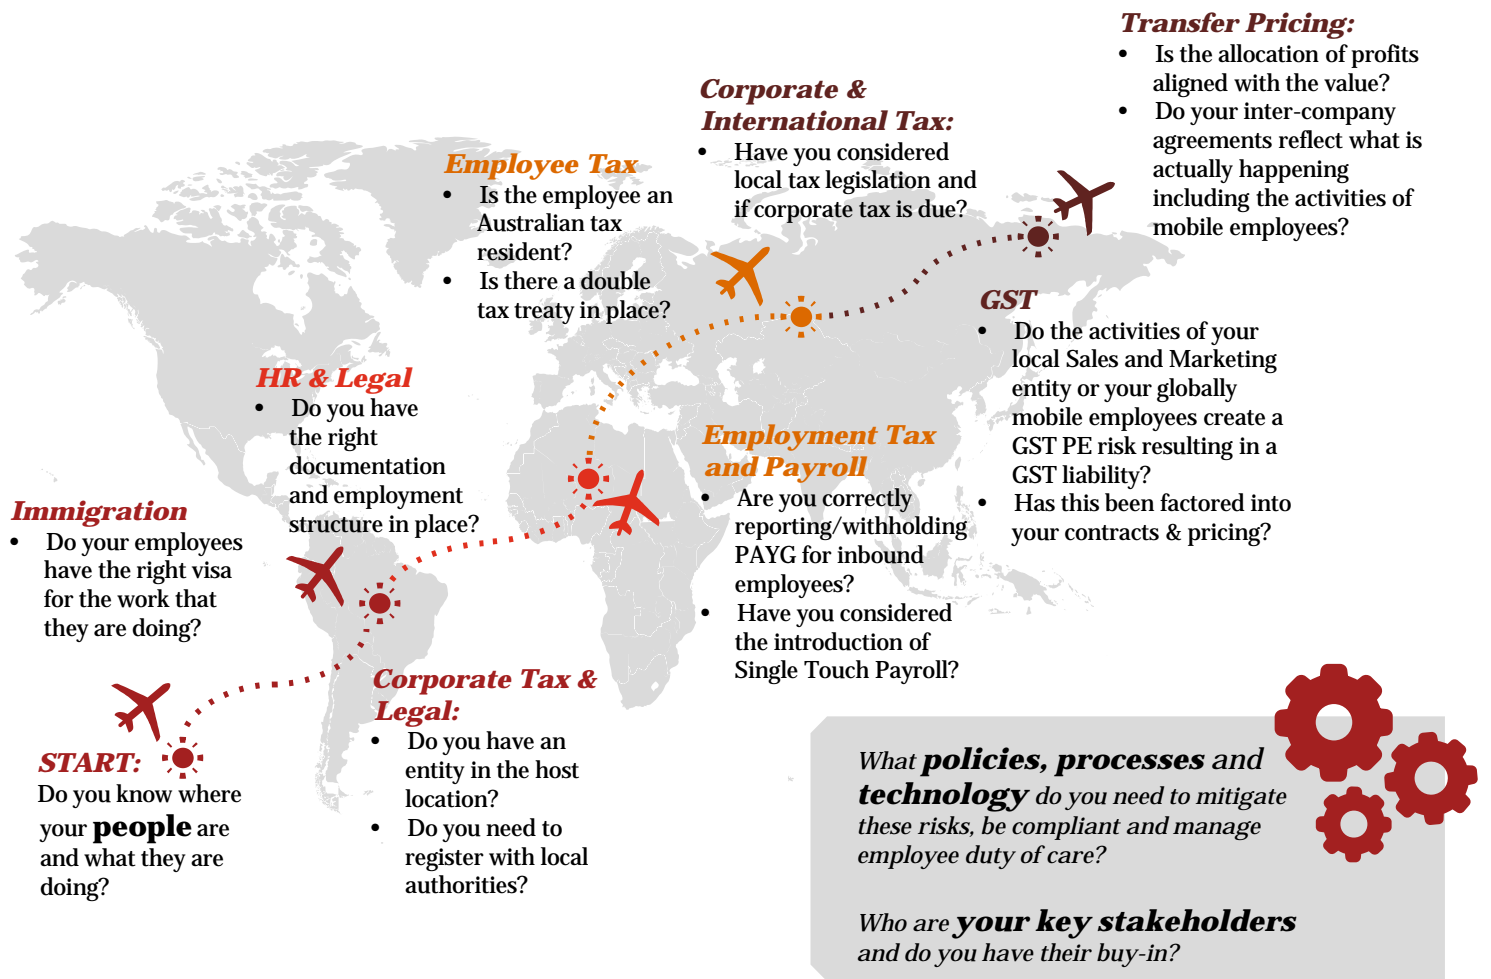 START:
Do you know where
your people are
and what they are
doing?
Immigration
• Do your employees
have the right visa
for the work that
they are doing?
Corporate Tax &
Legal:
• Do you have an
entity in the host
location?
• Do you need to
register with local
authorities?
HR & Legal
• Do you have
the right
documentation
and employment
structure in place?
Employee Tax
• Is the employee an
Australian tax
resident?
• Is there a double
tax treaty in place?
Employment Tax
and Payroll
• Are you correctly
reporting/withholding
PAYG for inbound
employees?
• Have you considered
the introduction of
Single Touch Payroll?
Corporate &
International Tax:
• Have you considered
local tax legislation and
if corporate tax is due?
GST
• Do the activities of your
local Sales and Marketing
entity or your globally
mobile employees create a
GST PE risk resulting in a
GST liability?
• Has this been factored into
your contracts & pricing?
Transfer Pricing:
• Is the allocation of profits
aligned with the value?
• Do your inter-company
agreements reflect what is
actually happening
including the activities of
mobile employees?
What policies, processes and
technology do you need to mitigate
these risks, be compliant and manage
employee duty of care?
Who are your key stakeholders
and do you have their buy-in?